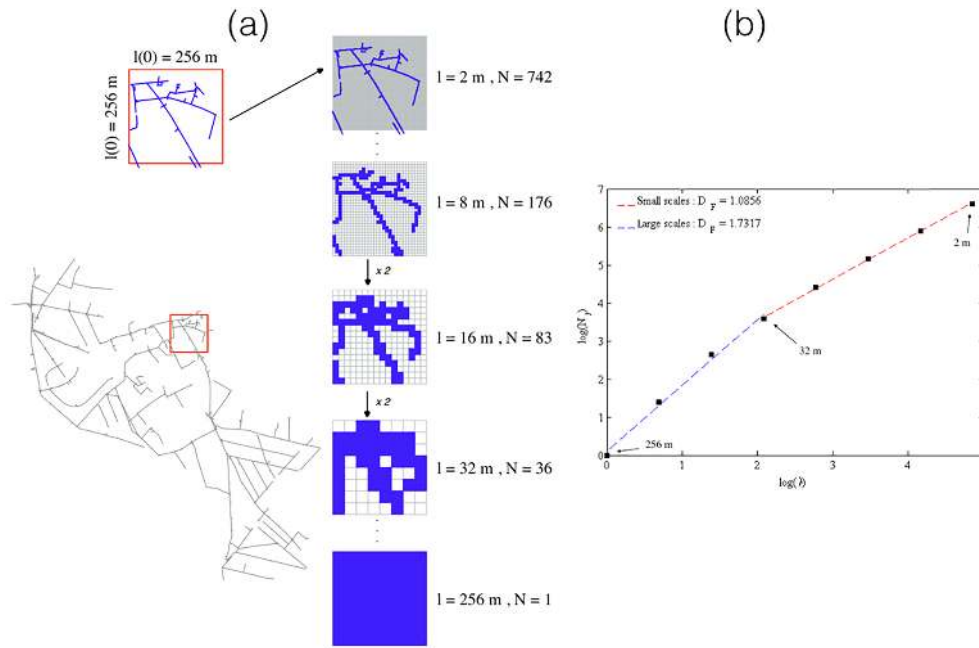 (a)
l(0) = 256 m
l(0) = 256 m
l = 2 m , N = 742
l = 8 m , N = 176
x 2
l = 16 m , N = 83
x 2
l = 32 m , N = 36
l = 256 m , N = 1
(b)
7
6
5
4
3
2
1
0
Small scales : D_F = 1.0856
Large scales : D_F = 1.7317
2 m
32 m
256 m
0
1
2
3
4
log(λ)